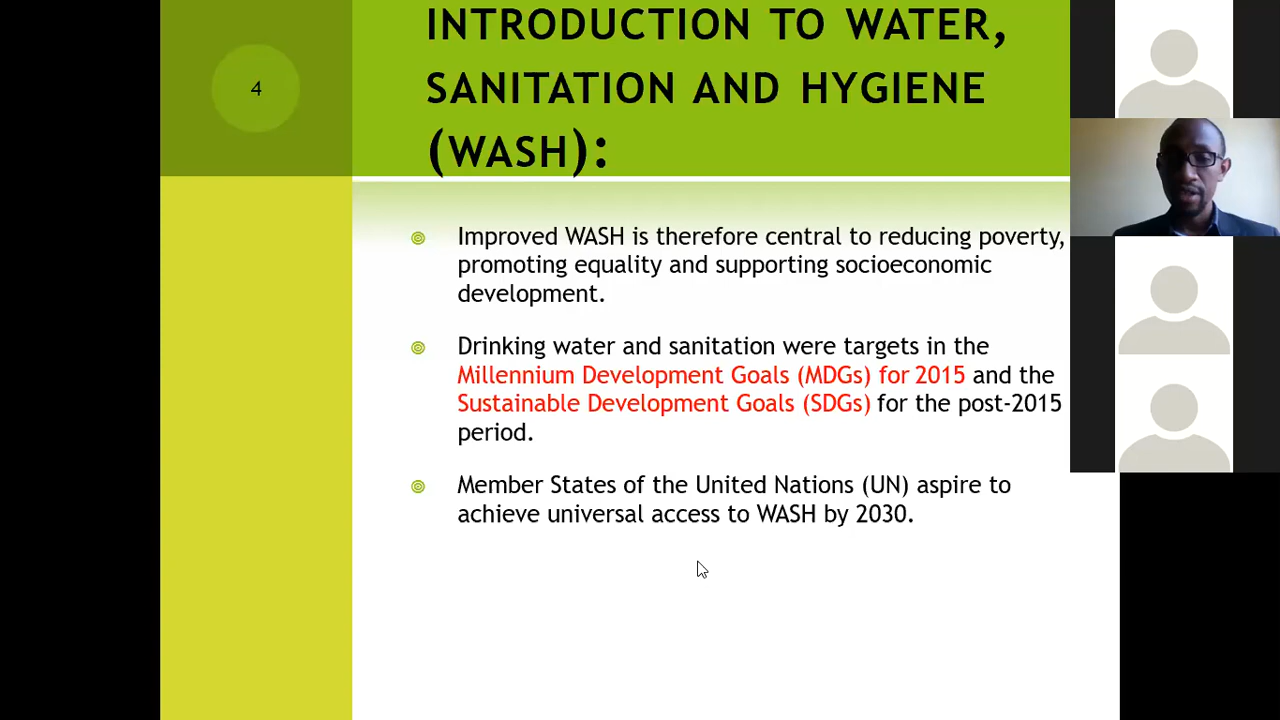 4
INTRODUCTION TO WATER,
SANITATION AND HYGIENE
(WASH):
Improved WASH is therefore central to reducing poverty,
promoting equality and supporting socioeconomic
development.
Drinking water and sanitation were targets in the
Millennium Development Goals (MDGs) for 2015 and the
Sustainable Development Goals (SDGs) for the post-2015
period.
Member States of the United Nations (UN) aspire to
achieve universal access to WASH by 2030.